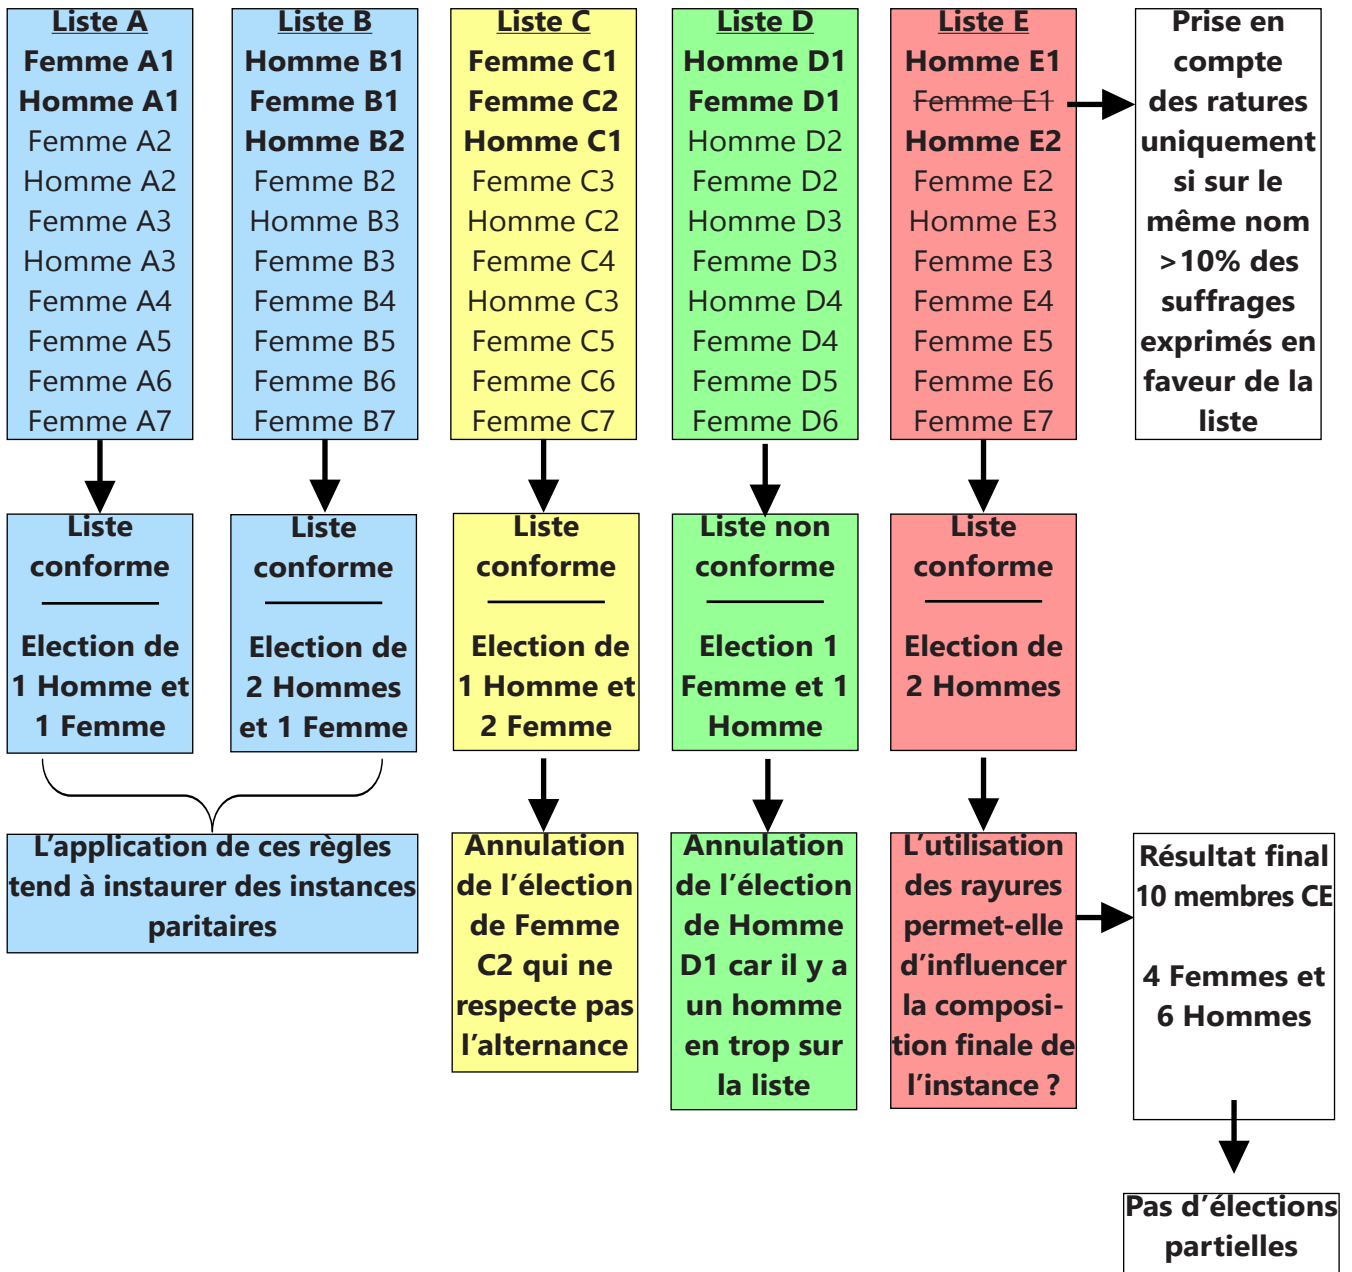 Liste A
Femme A1
Homme A1
Femme A2
Homme A2
Femme A3
Homme A3
Femme A4
Femme A5
Femme A6
Femme A7
Liste B
Homme B1
Femme B1
Homme B2
Femme B2
Homme B3
Femme B3
Femme B4
Femme B5
Femme B6
Femme B7
Liste C
Femme C1
Femme C2
Homme C1
Femme C3
Homme C2
Femme C4
Homme C3
Femme C5
Femme C6
Femme C7
Liste D
Homme D1
Femme D1
Homme D2
Femme D2
Homme D3
Femme D3
Homme D4
Femme D4
Femme D5
Femme D6
Liste E
Homme E1
Femme E1
Homme E2
Femme E2
Homme E3
Femme E3
Femme E4
Femme E5
Femme E6
Femme E7
Prise en
compte
des ratures
uniquement
si sur le
même nom
>10% des
suffrages
exprimés en
faveur de la
liste
Liste
conforme
Election de
1 Homme et
1 Femme
Liste
conforme
Election de
2 Hommes
et 1 Femme
Liste
conforme
Election de
1 Homme et
2 Femme
Liste non
conforme
Election 1
Femme et 1
Homme
Liste
conforme
Election de
2 Hommes
L'application de ces règles
tend à instaurer des instances
paritaires
Annulation
de l'élection
de Femme
C2 qui ne
respecte pas
l'alternance
Annulation
de l'élection
de Homme
D1 car il y a
un homme
en trop sur
la liste
L'utilisation
des rayures
permet-elle
d'influencer
la composi-
tion finale de
l'instance ?
Résultat final
10 membres CE
4 Femmes et
6 Hommes
Pas d'élections
partielles